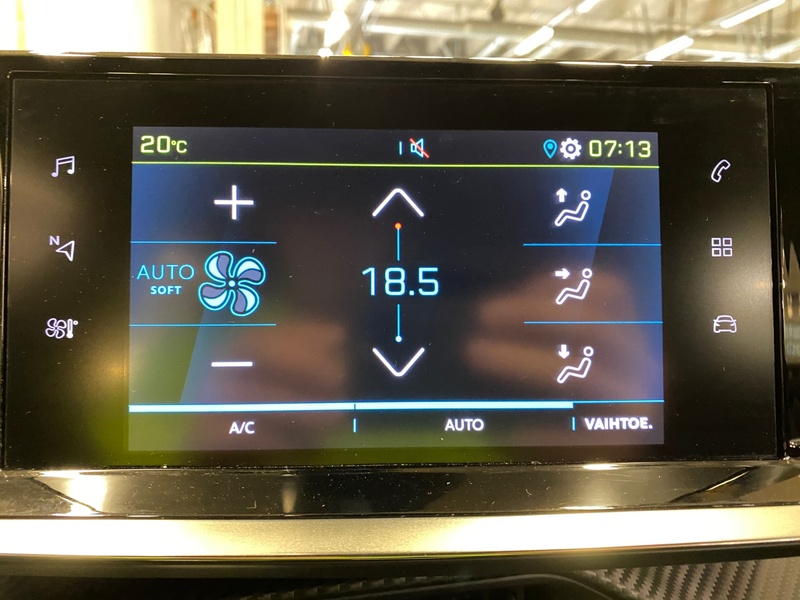 20°C
07:13
N
AUTO
SOFT
18.5
A/C
AUTO
VAIHTOE.